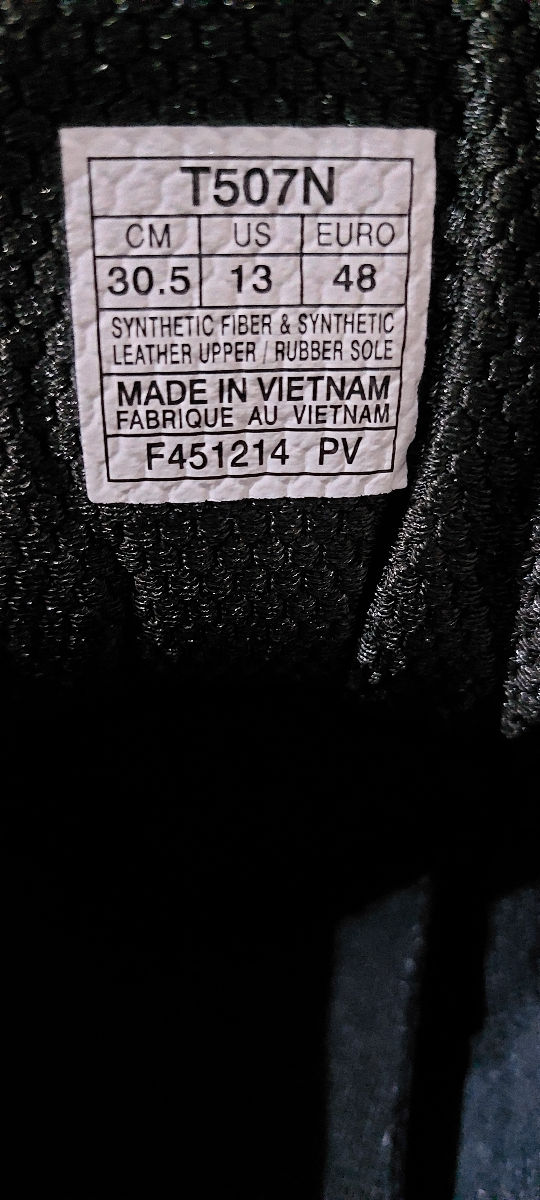 T507N
CM US EURO
30.5 13 48
SYNTHETIC FIBER & SYNTHETIC
LEATHER UPPER / RUBBER SOLE
MADE IN VIETNAM
FABRIQUE AU VIETNAM
F451214 PV